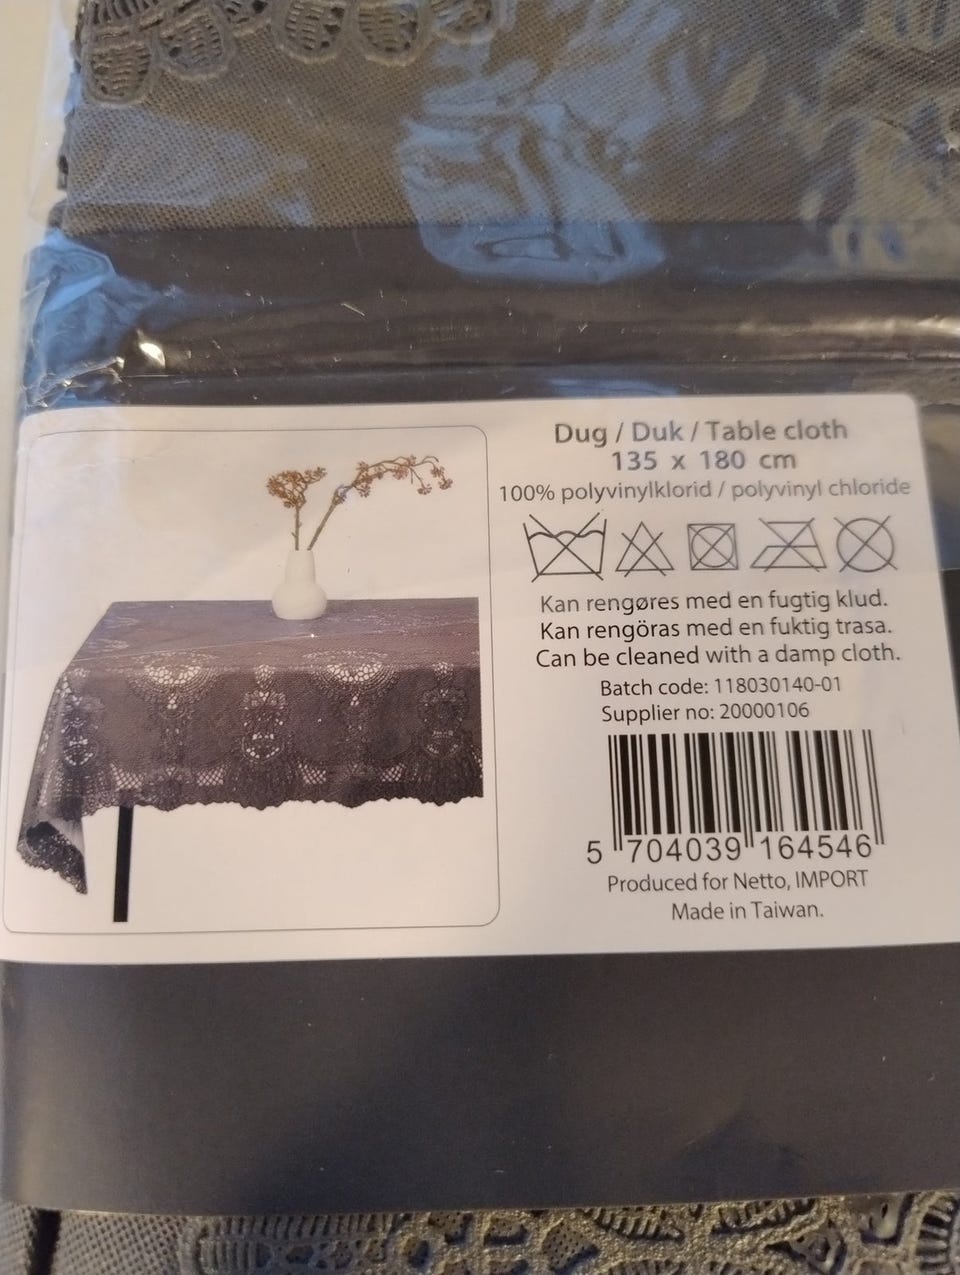 Dug / Duk / Table cloth
135 x 180 cm
100% polyvinylklorid / polyvinyl chloride
Kan rengøres med en fugtig klud.
Kan rengöras med en fuktig trasa.
Can be cleaned with a damp cloth.
Batch code: 118030140-01
Supplier no: 20000106
5 704039 164546
Produced for Netto, IMPORT
Made in Taiwan.